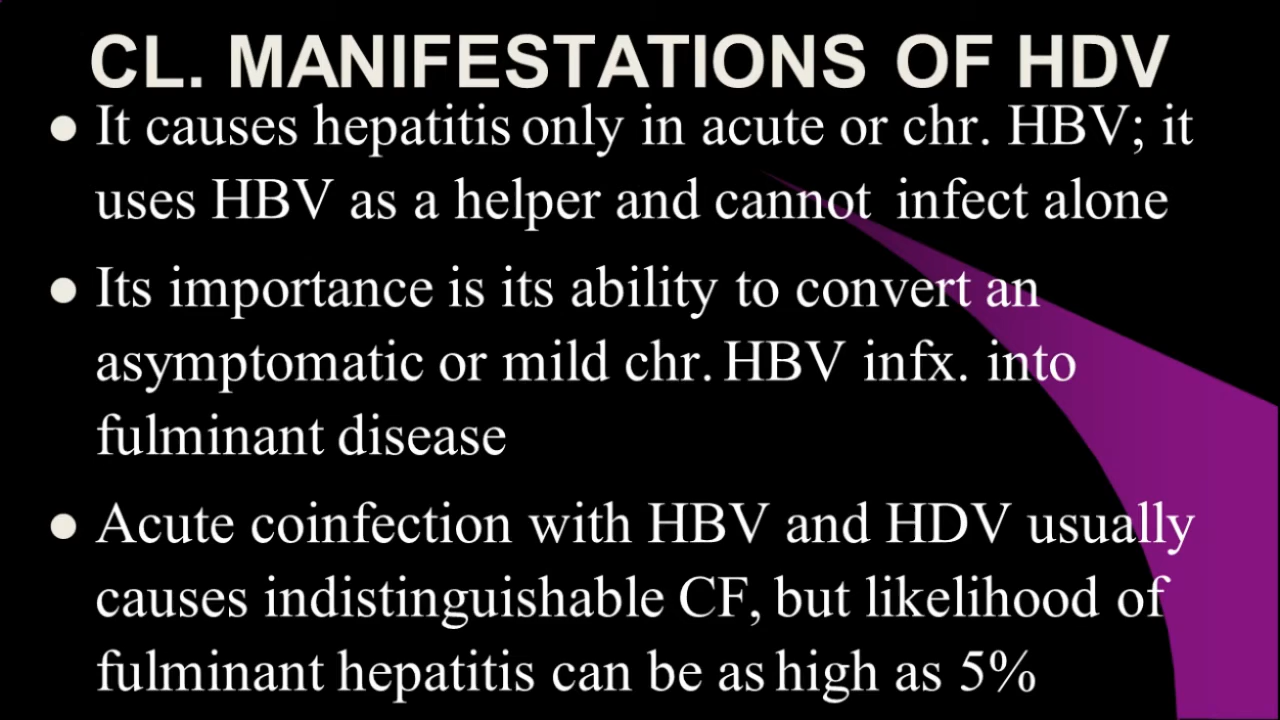 CL. MANIFESTATIONS OF HDV
● It causes hepatitis only in acute or chr. HBV; it
uses HBV as a helper and cannot infect alone
● Its importance is its ability to convert an
asymptomatic or mild chr. HBV infx. into
fulminant disease
● Acute coinfection with HBV and HDV usually
causes indistinguishable CF, but likelihood of
fulminant hepatitis can be as high as 5%